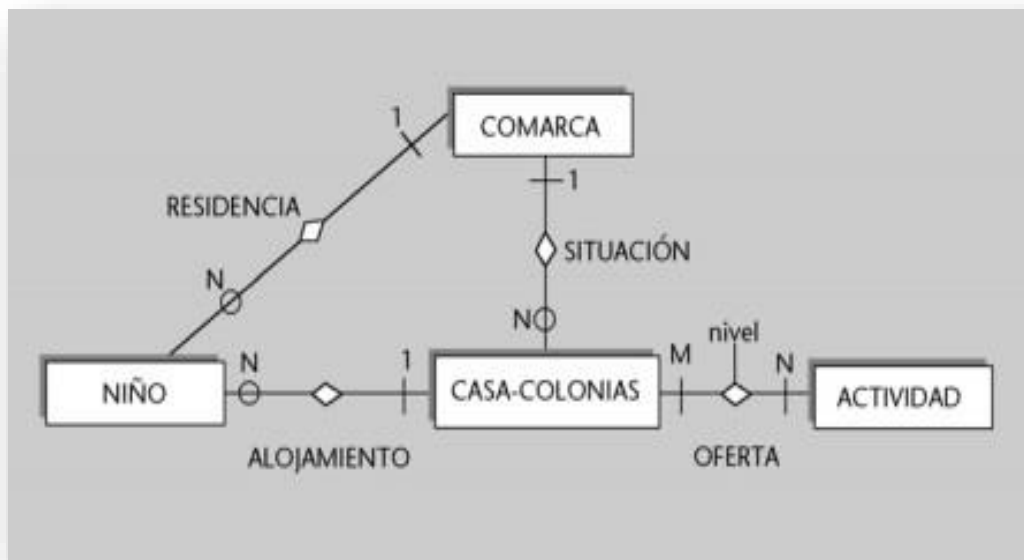 COMARCA
1
1
RESIDENCIA
SITUACIÓN
N
N
nivel
N
1
M
N
NIÑO
CASA-COLONIAS
ACTIVIDAD
ALOJAMIENTO
OFERTA